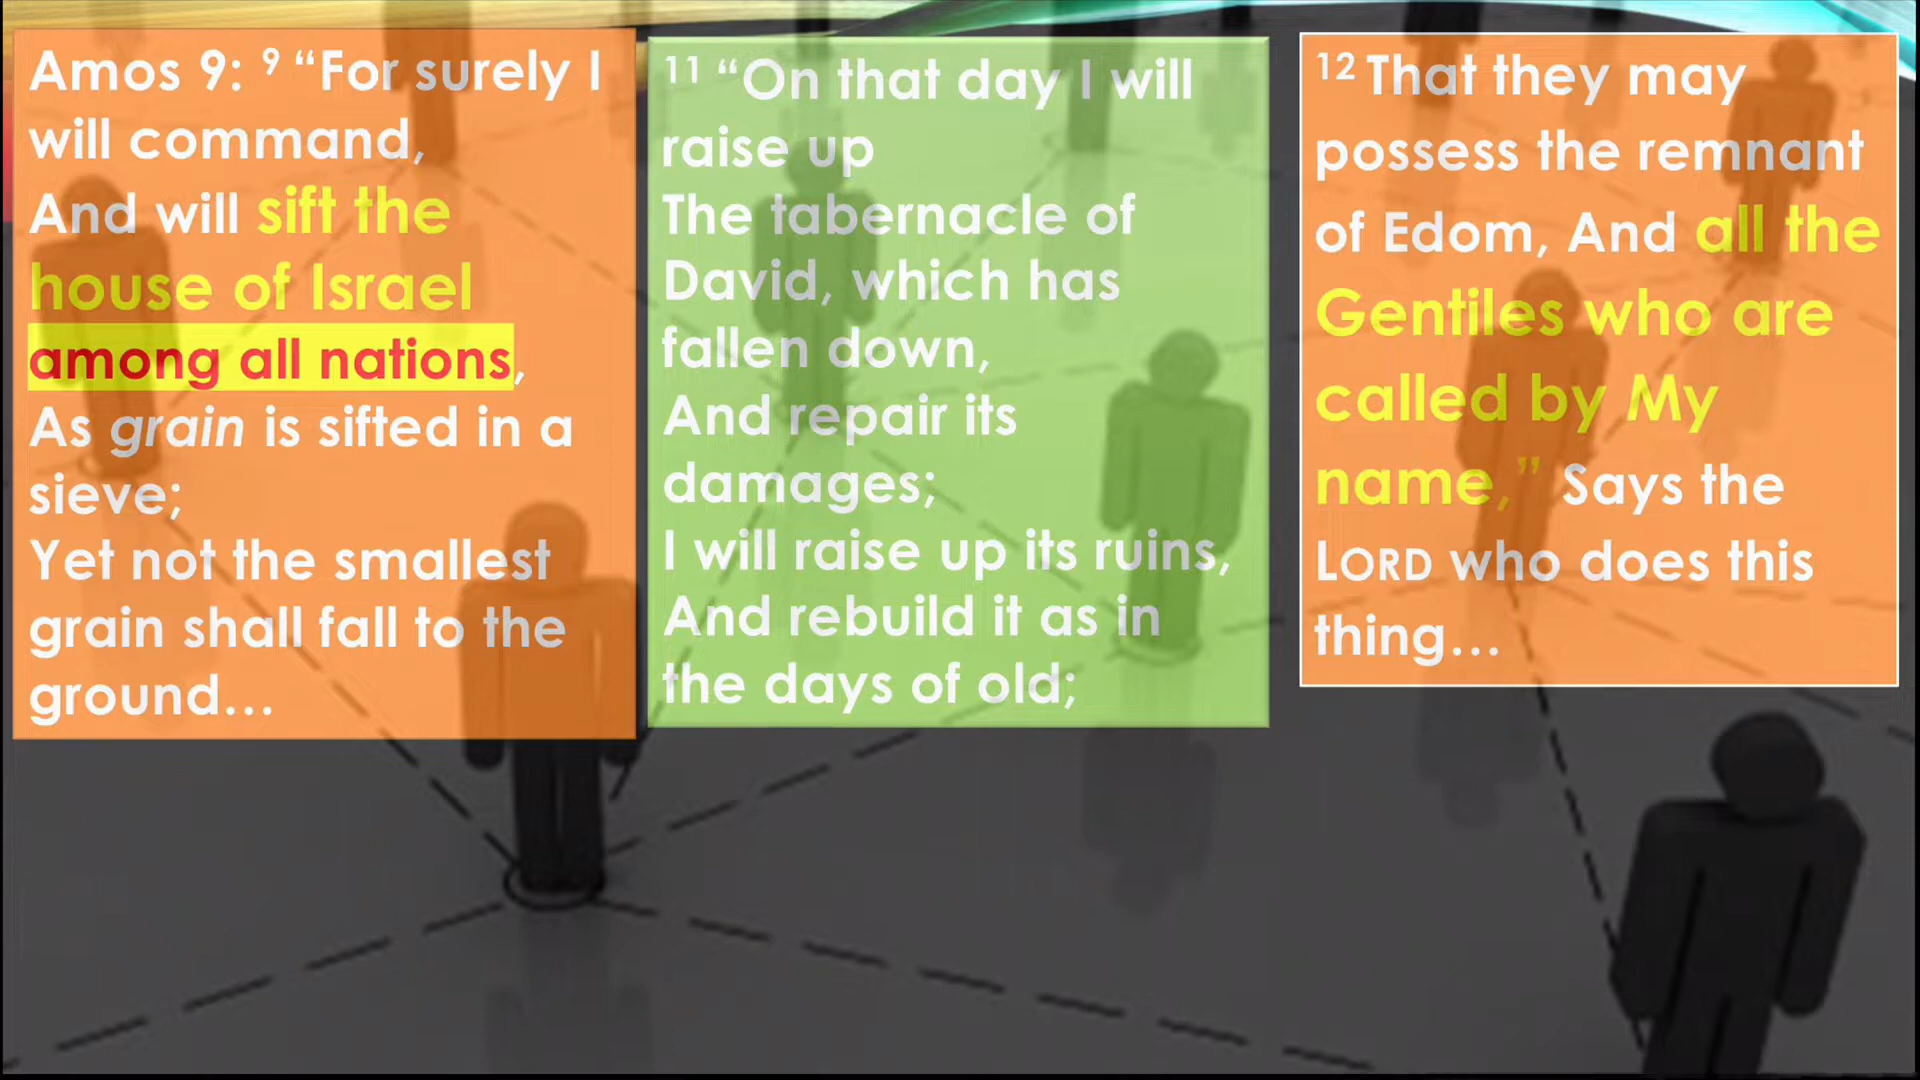 Amos 9: 9 “For surely I
will command,
And will sift the
house of Israel
among all nations,
As grain is sifted in a
sieve;
Yet not the smallest
grain shall fall to the
ground…
11 “On that day I will
raise up
The tabernacle of
David, which has
fallen down,
And repair its
damages;
I will raise up its ruins,
And rebuild it as in
the days of old;
12 That they may
possess the remnant
of Edom, And all the
Gentiles who are
called by My
name,” Says the
LORD who does this
thing…